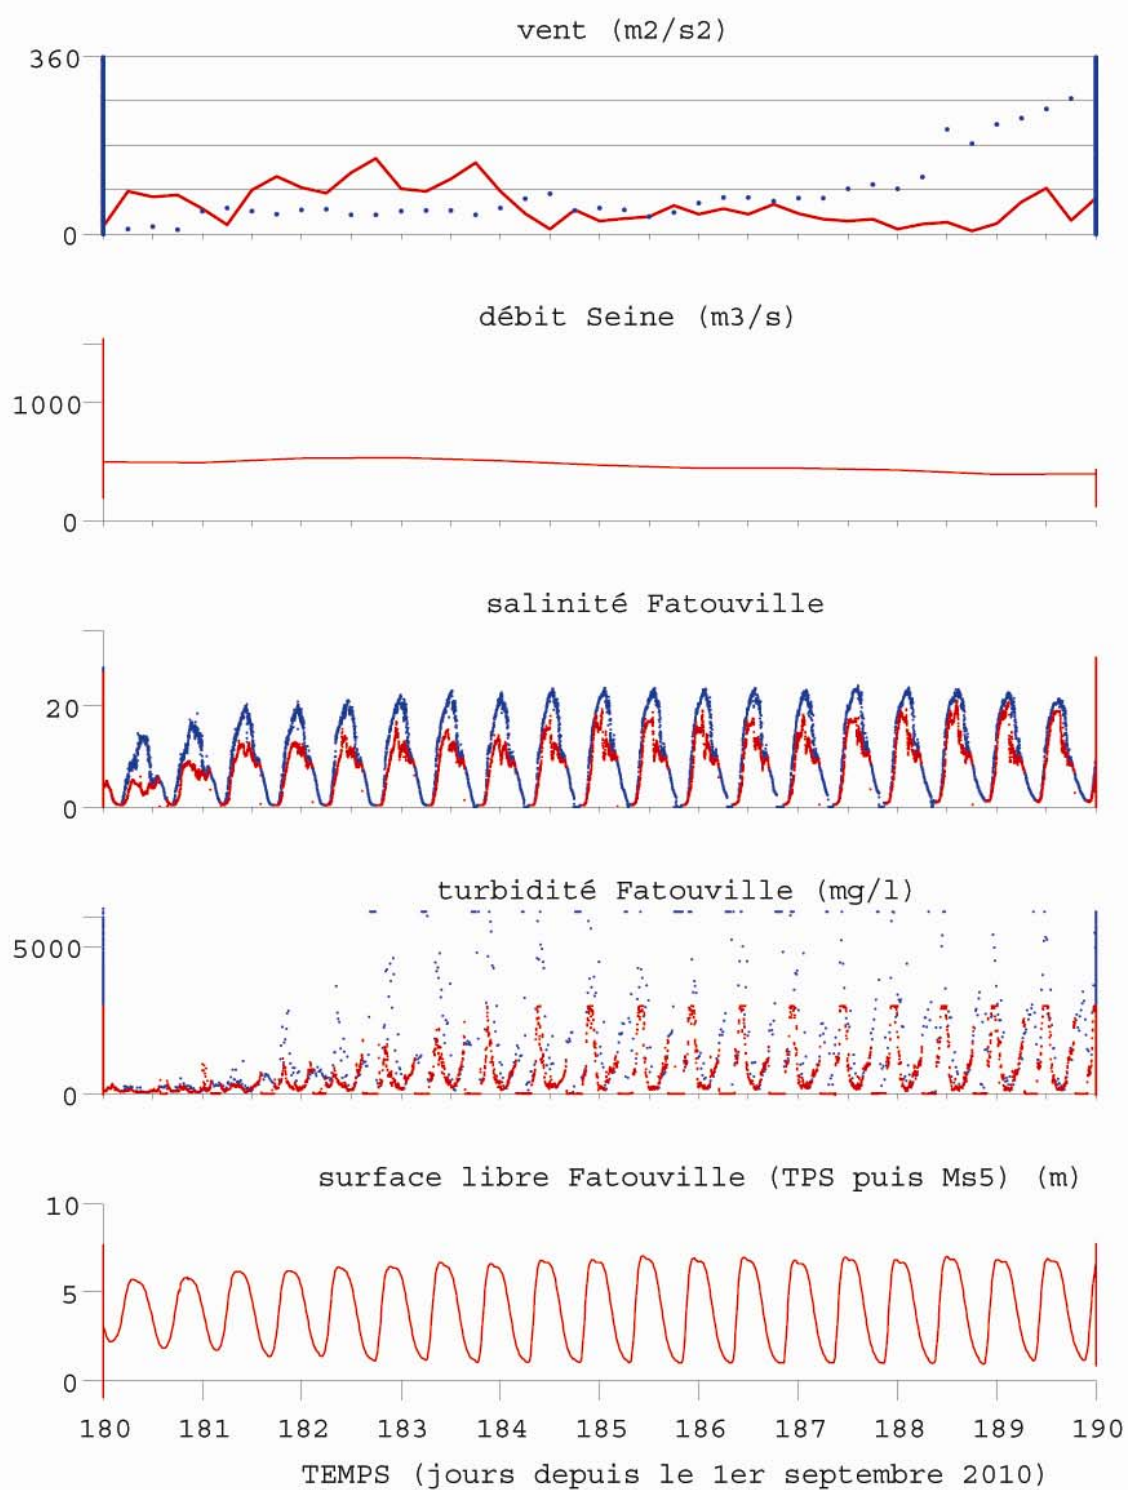 vent (m2/s2)
360
0
débit Seine (m3/s)
1000
0
salinité Fatouville
20
0
turbidité Fatouville (mg/l)
5000
0
surface libre Fatouville (TPS puis Ms5) (m)
10
5
0
180 181 182 183 184 185 186 187 188 189 190
TEMPS (jours depuis le 1er septembre 2010)